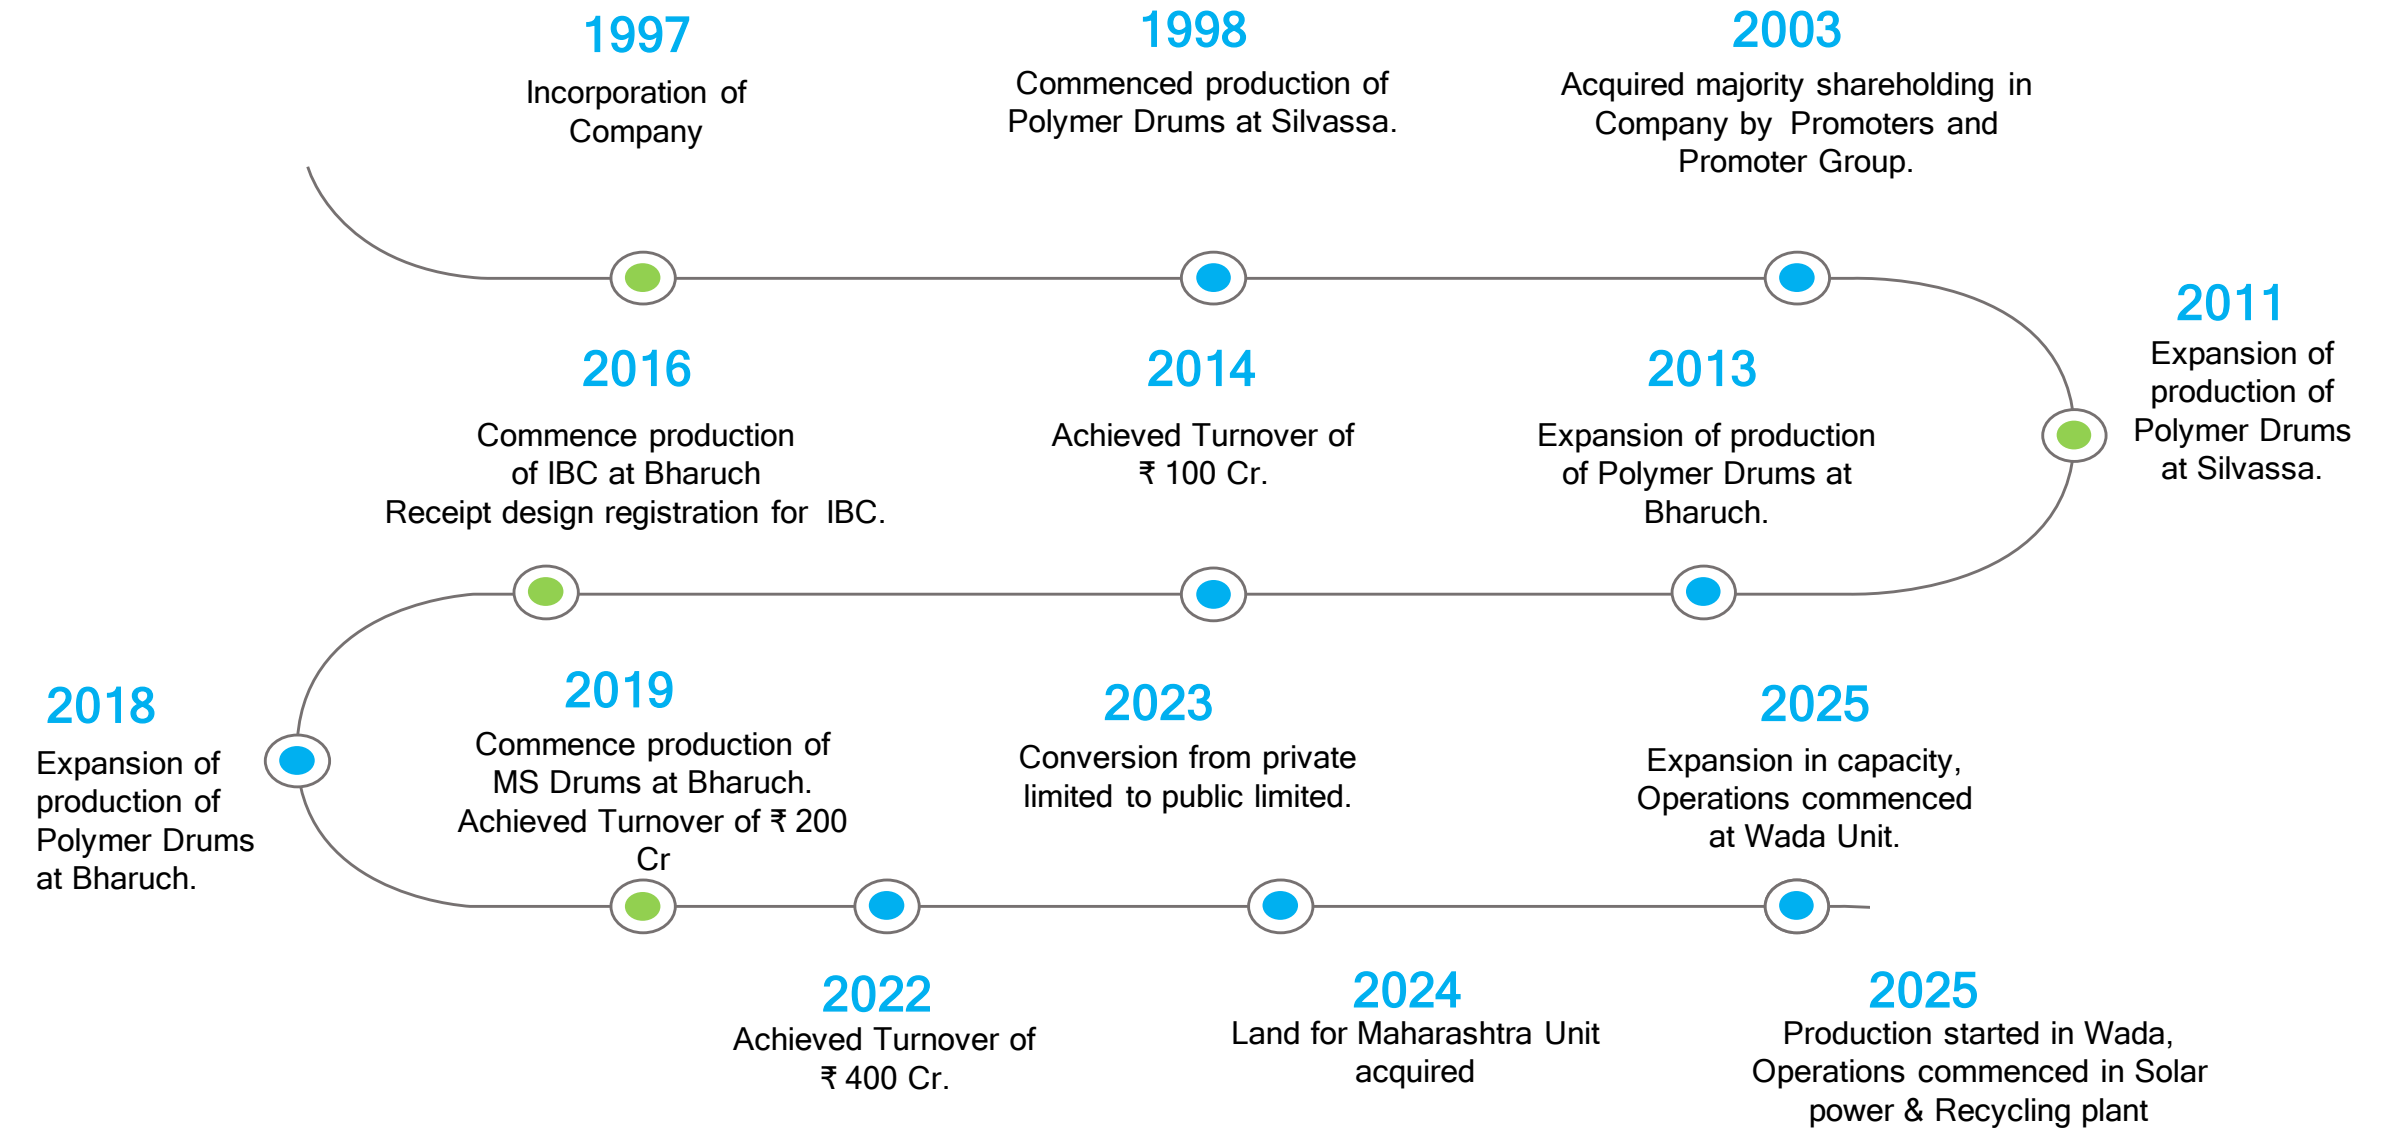 1997
Incorporation of
Company
1998
Commenced production of
Polymer Drums at Silvassa.
2003
Acquired majority shareholding in
Company by Promoters and
Promoter Group.
2011
Expansion of
production of
Polymer Drums
at Silvassa.
2013
Expansion of production
of Polymer Drums at
Bharuch.
2014
Achieved Turnover of
₹ 100 Cr.
2016
Commence production
of IBC at Bharuch
Receipt design registration for IBC.
2018
Expansion of
production of
Polymer Drums
at Bharuch.
2019
Commence production of
MS Drums at Bharuch.
Achieved Turnover of ₹ 200
Cr
2022
Achieved Turnover of
₹ 400 Cr.
2023
Conversion from private
limited to public limited.
2024
Land for Maharashtra Unit
acquired
2025
Expansion in capacity,
Operations commenced
at Wada Unit.
2025
Production started in Wada,
Operations commenced in Solar
power & Recycling plant